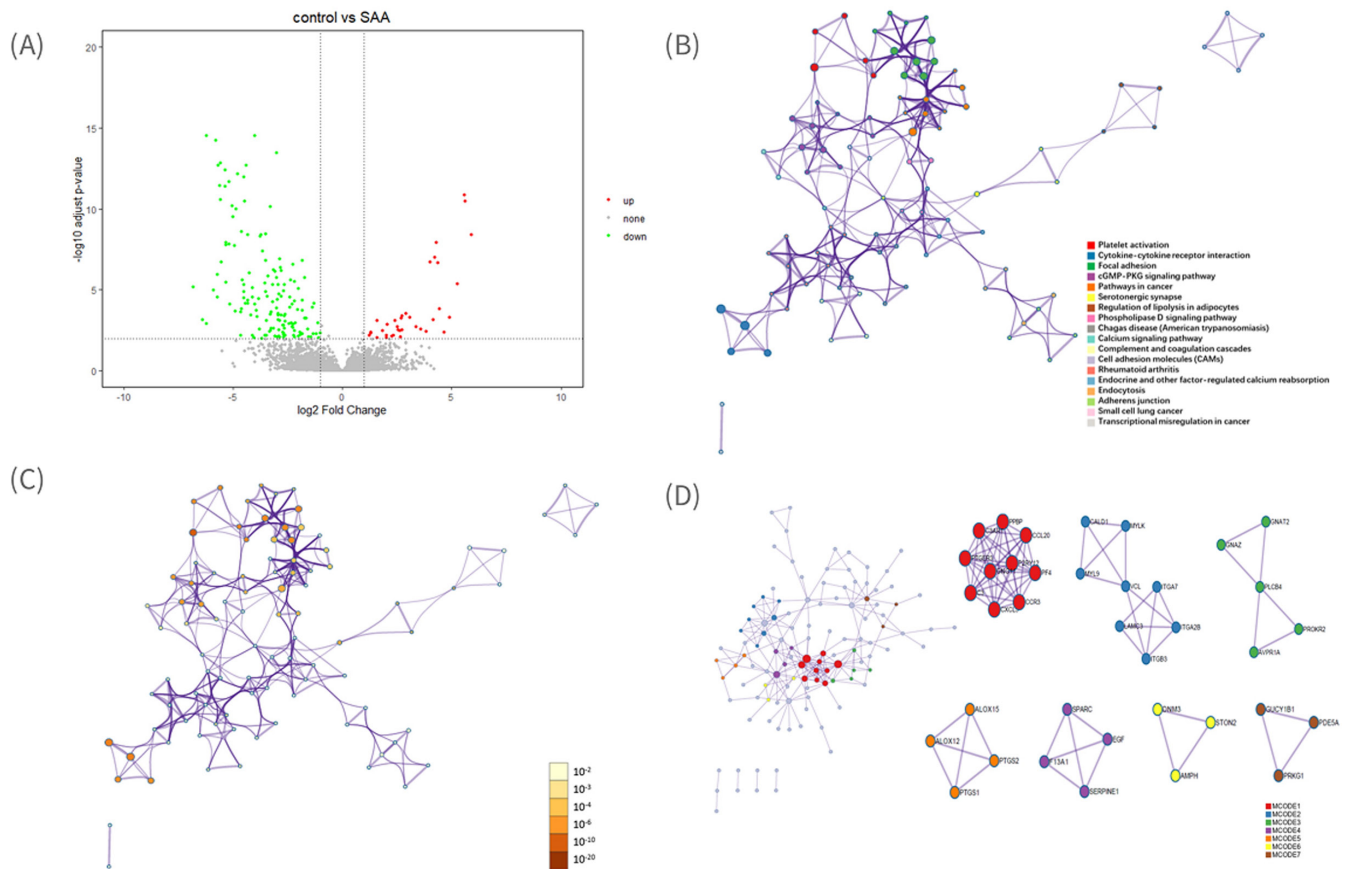 (A)
control vs SAA
20
15
10
5
0
-log10 adjust p-value
-10
-5
0
5
10
log2 Fold Change
up
none
down
(B)
Platelet activation
Cytokine-cytokine receptor interaction
Focal adhesion
cGMP-PKG signaling pathway
Pathways in cancer
Serotonergic synapse
Regulation of lipolysis in adipocytes
Phospholipase D signaling pathway
Chagas disease (American trypanosomiasis)
Calcium signaling pathway
Complement and coagulation cascades
Cell adhesion molecules (CAMs)
Rheumatoid arthritis
Endocrine and other factor-regulated calcium reabsorption
Endocytosis
Adherens junction
Small cell lung cancer
Transcriptional misregulation in cancer
(C)
10-2
10-3
10-4
10-6
10-10
10-20
(D)
PPBP
CCL20
PF4
CCR3
CALD1
MYLK
MYL9
VCL
ITGA7
LAMC3
ITGA2B
ITGB3
GNAT2
GNAZ
PLCB4
PROKR2
AVPR1A
ALOX15
ALOX12
PTGS2
PTGS1
SPARC
EGF
F13A1
SERPINE1
DNM3
STON2
AMPH
GUCY1B1
PDE5A
PRKG1
MCODE1
MCODE2
MCODE3
MCODE4
MCODE5
MCODE6
MCODE7